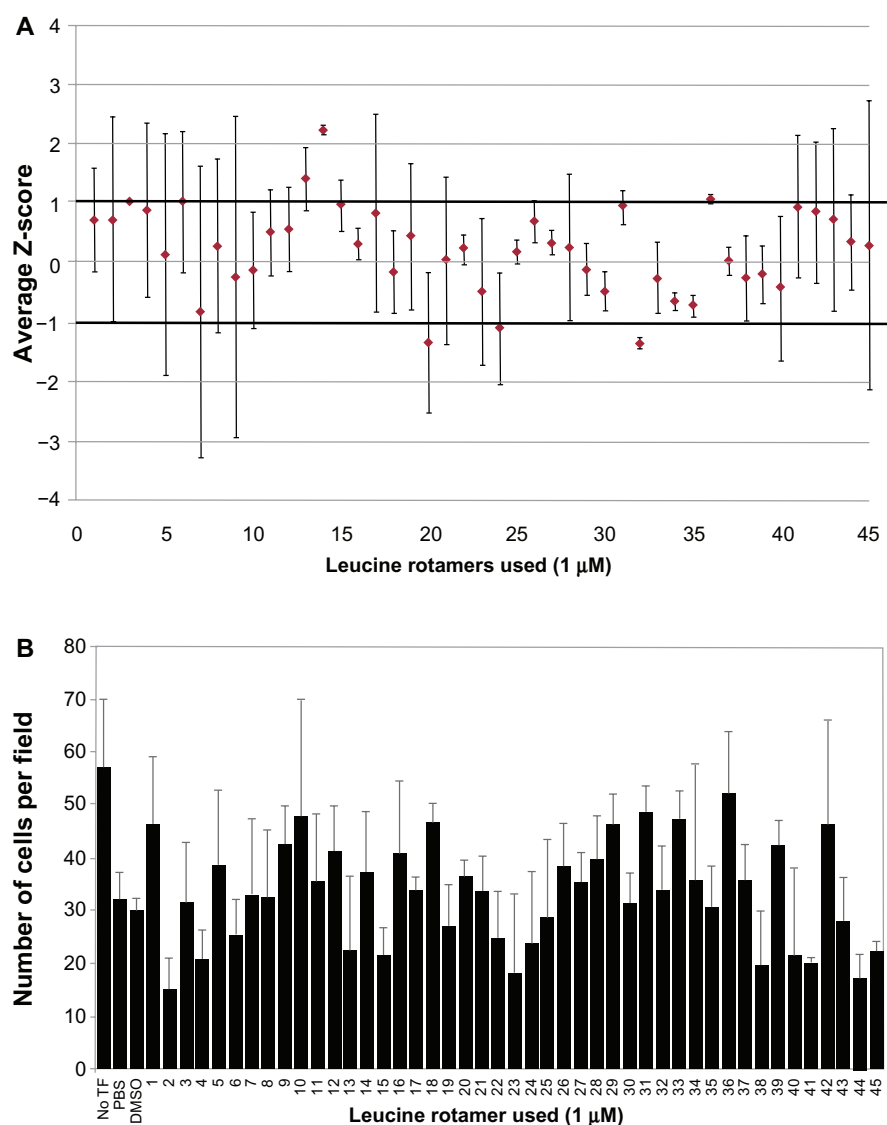 A
4
3
2
1
0
−1
−2
−3
−4
Average Z-score
0 5 10 15 20 25 30 35 40 45
Leucine rotamers used (1 μM)
B
80
70
60
50
40
30
20
10
0
Number of cells per field
No TF PBS DMSO 1 2 3 4 5 6 7 8 9 10 11 12 13 14 15 16 17 18 19 20 21 22 23 24 25 26 27 28 29 30 31 32 33 34 35 36 37 38 39 40 41 42 43 44 45
Leucine rotamer used (1 μM)